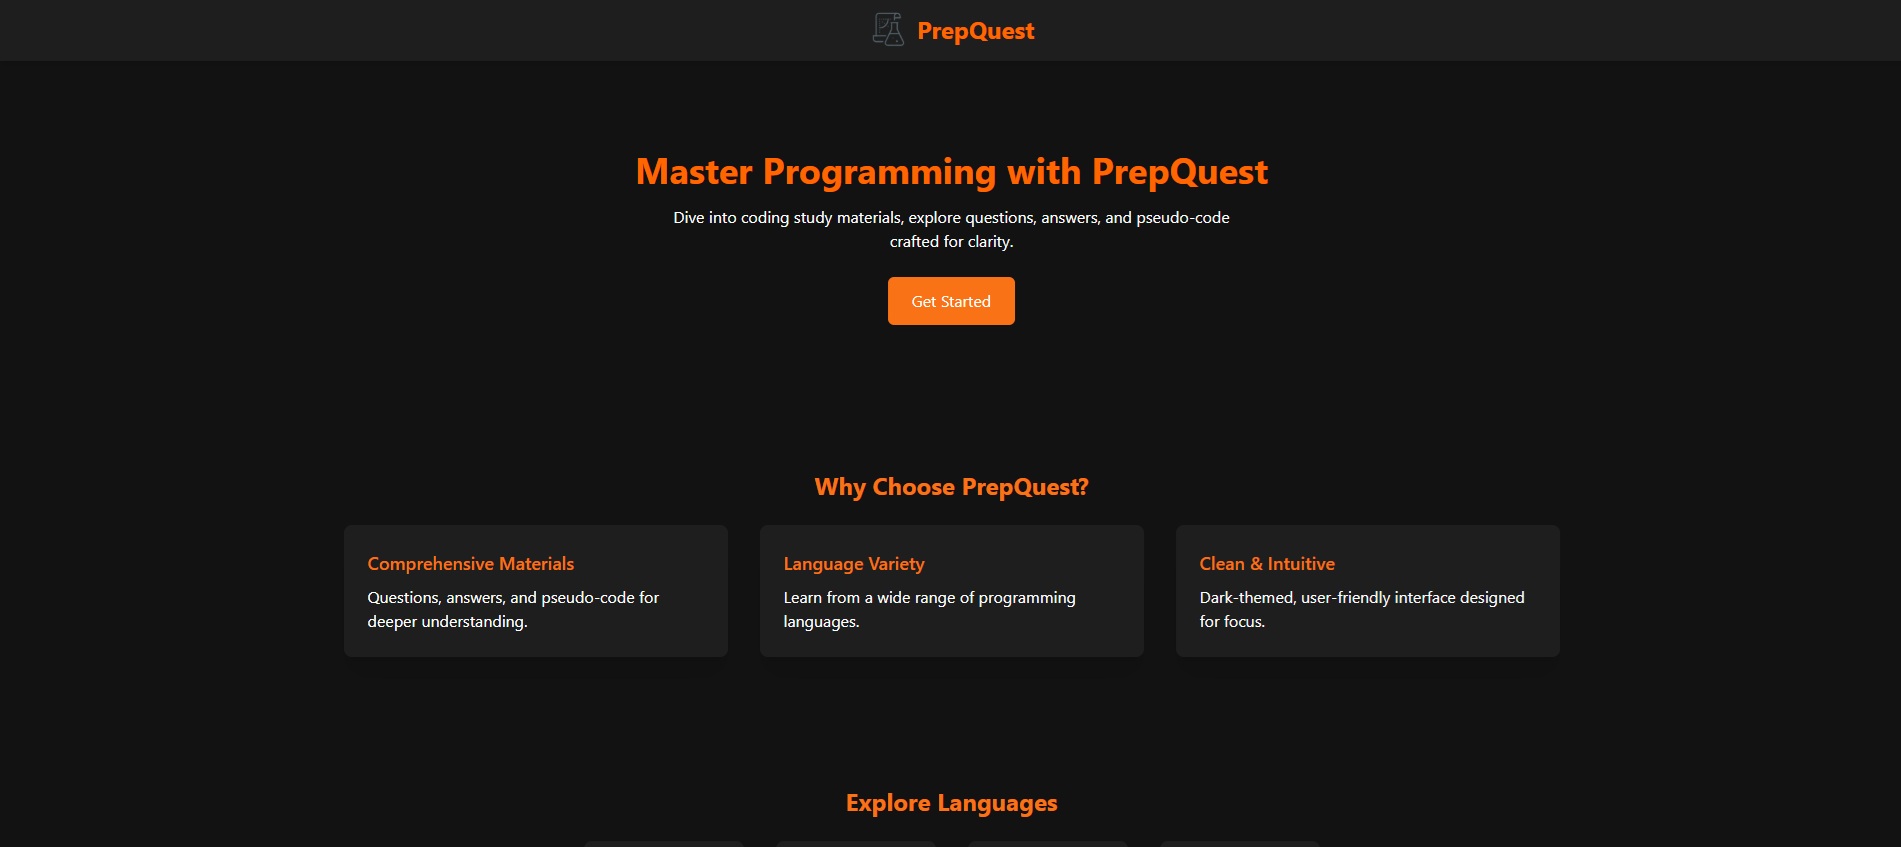 PrepQuest
Master Programming with PrepQuest
Dive into coding study materials, explore questions, answers, and pseudo-code
crafted for clarity.
Get Started
Why Choose PrepQuest?
Comprehensive Materials
Questions, answers, and pseudo-code for
deeper understanding.
Language Variety
Learn from a wide range of programming
languages.
Clean & Intuitive
Dark-themed, user-friendly interface designed
for focus.
Explore Languages